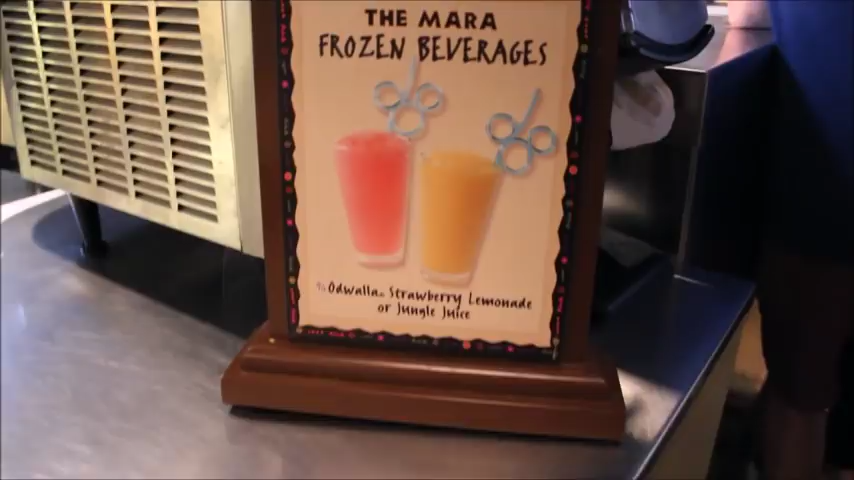 THE MARA
FROZEN BEVERAGES
Odwalla® Strawberry Lemonade
or Jungle Juice